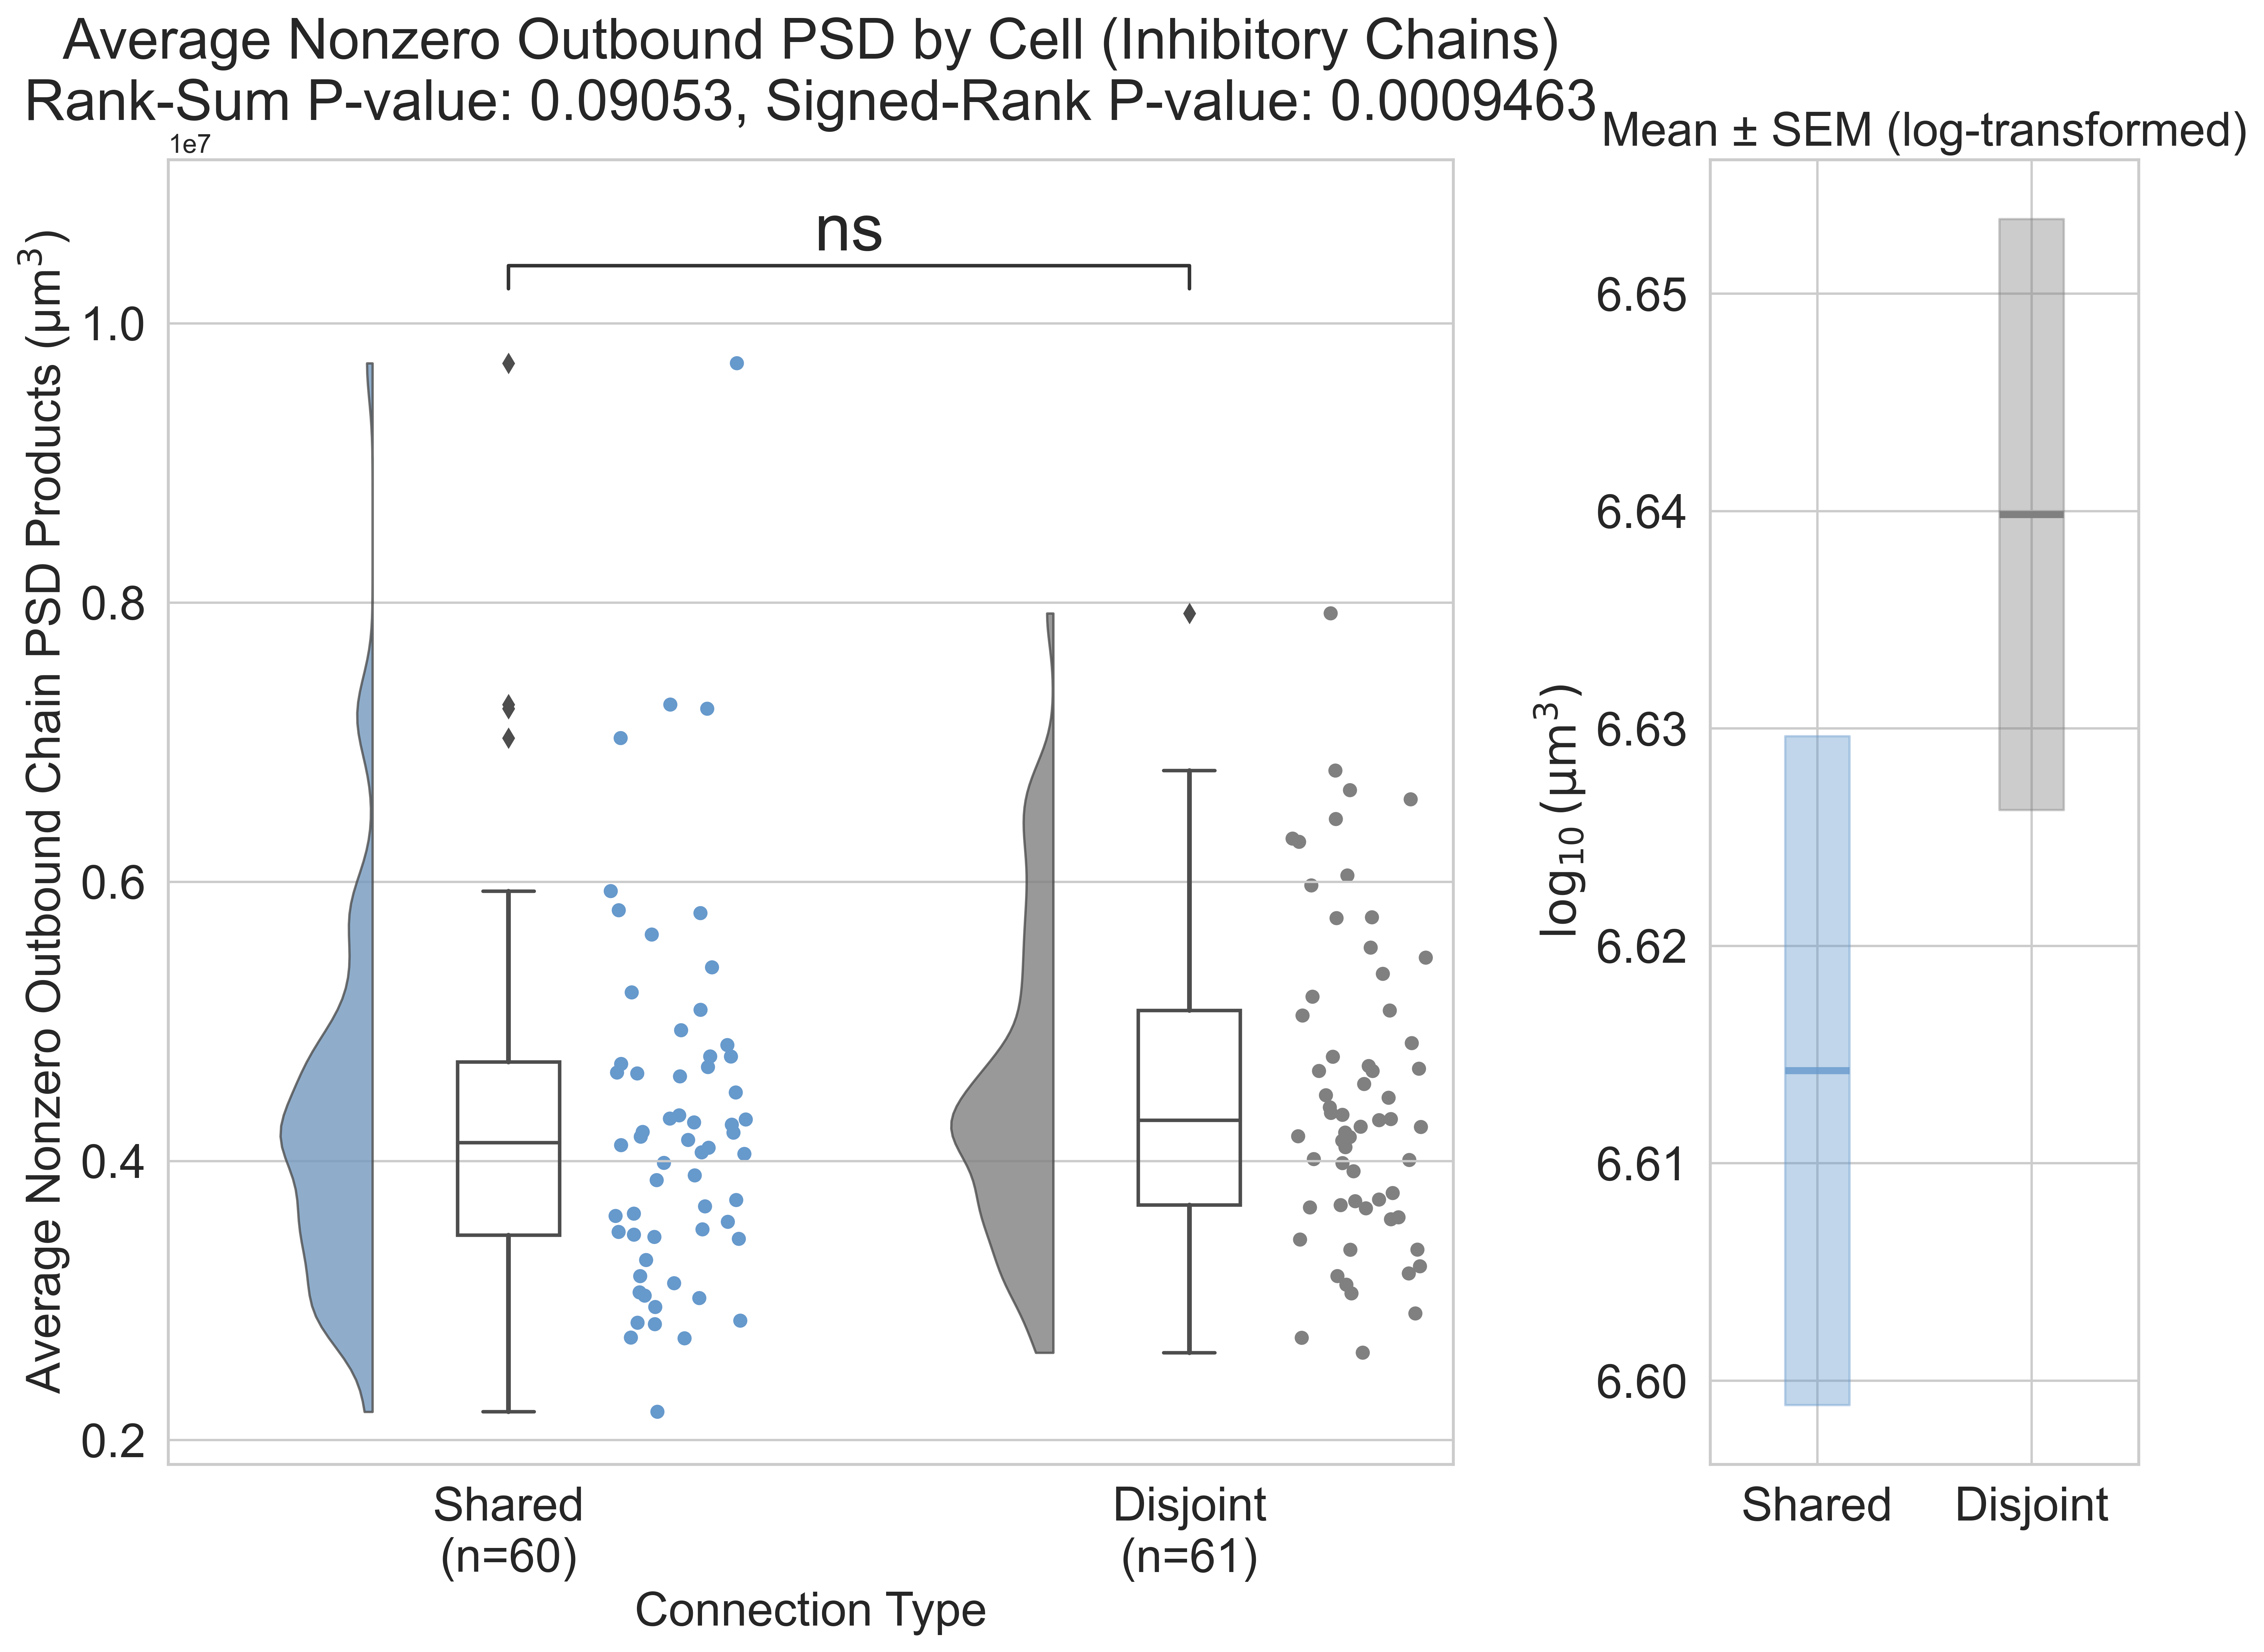 Average Nonzero Outbound PSD by Cell (Inhibitory Chains)
Rank-Sum P-value: 0.09053, Signed-Rank P-value: 0.0009463
1e7
Average Nonzero Outbound Chain PSD Products (μm³)
1.0
0.8
0.6
0.4
0.2
ns
Shared
(n=60)
Disjoint
(n=61)
Connection Type
Mean ± SEM (log-transformed)
log₁₀ (μm³)
6.65
6.64
6.63
6.62
6.61
6.60
Shared
Disjoint